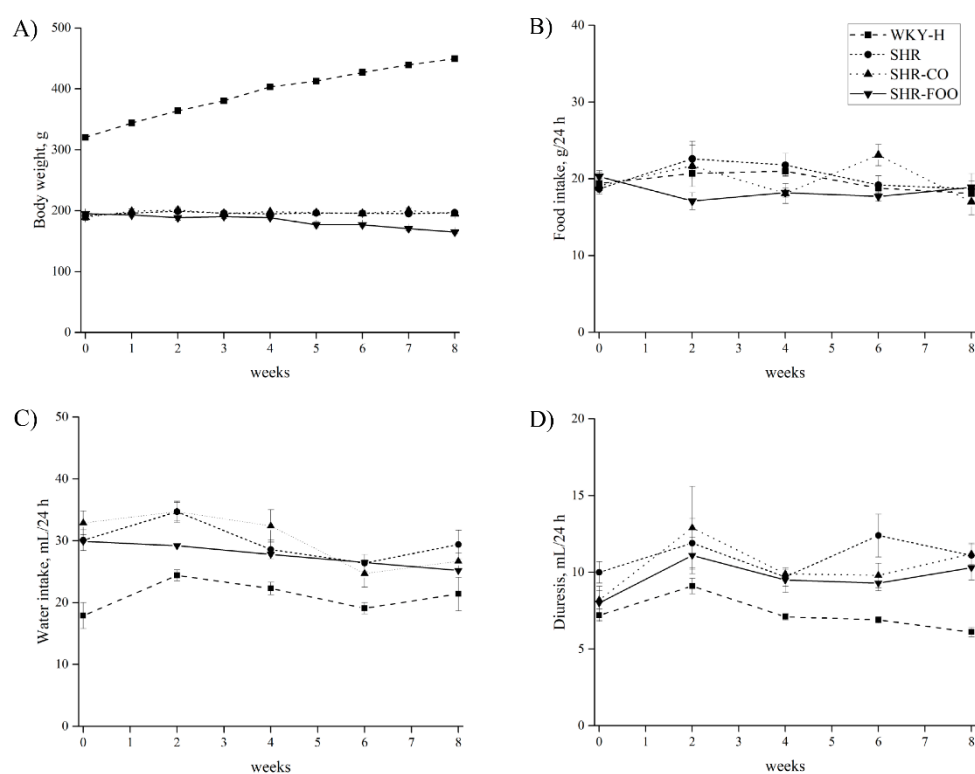 A)
Body weight, g
500
400
300
200
100
0
0 1 2 3 4 5 6 7 8
weeks
B)
Food intake, g/24 h
40
30
20
10
0
0 1 2 3 4 5 6 7 8
weeks
WKY-H
SHR
SHR-CO
SHR-FOO
C)
Water intake, mL/24 h
50
40
30
20
10
0
0 1 2 3 4 5 6 7 8
weeks
D)
Diuresis, mL/24 h
20
15
10
5
0
0 1 2 3 4 5 6 7 8
weeks